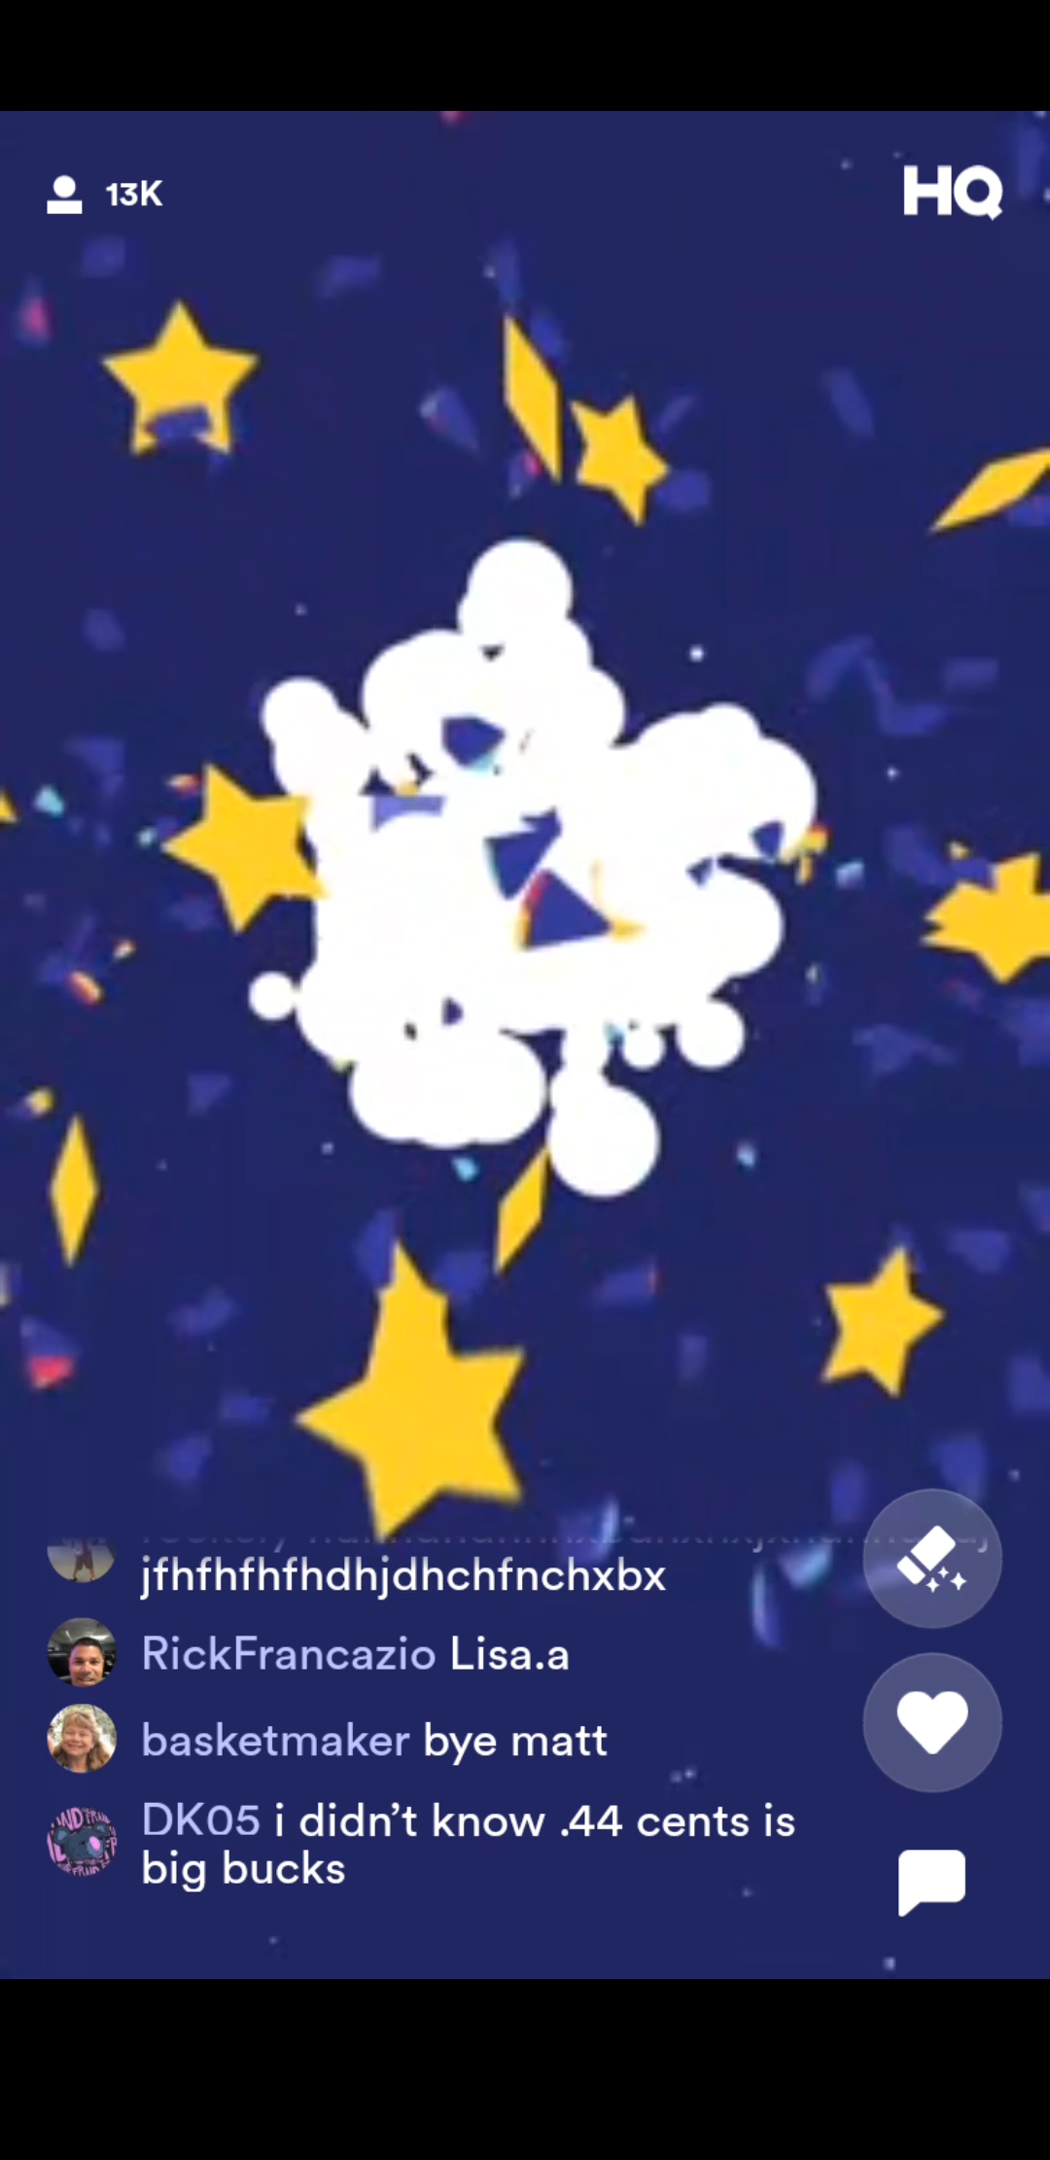 13K
HQ
jfhfhfhfhdhjdhchfnchxbx
RickFrancazio Lisa.a
basketmaker bye matt
DK05 i didn’t know .44 cents is
big bucks